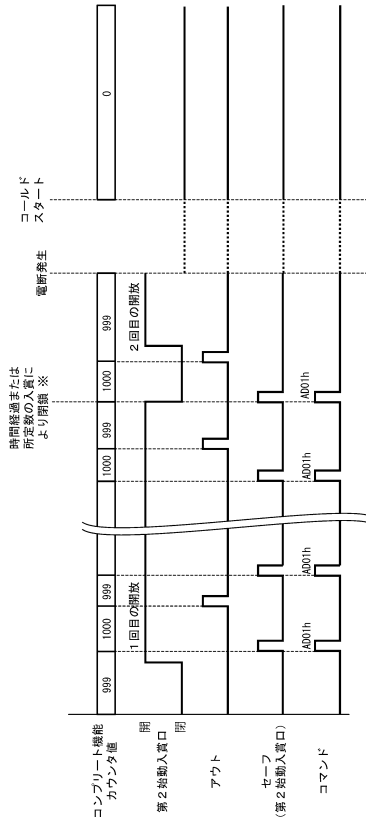 時間経過または
所定数の入賞に
より閉鎖 ※
電断発生
コールド
スタート
コンプリート機能
カウンタ値
999
1000
999
1000
999
1000
999
0
第２始動入賞口
開
閉
１回目の開放
２回目の開放
アウト
セーフ
(第２始動入賞口)
コマンド
AD01h
AD01h
AD01h
AD01h